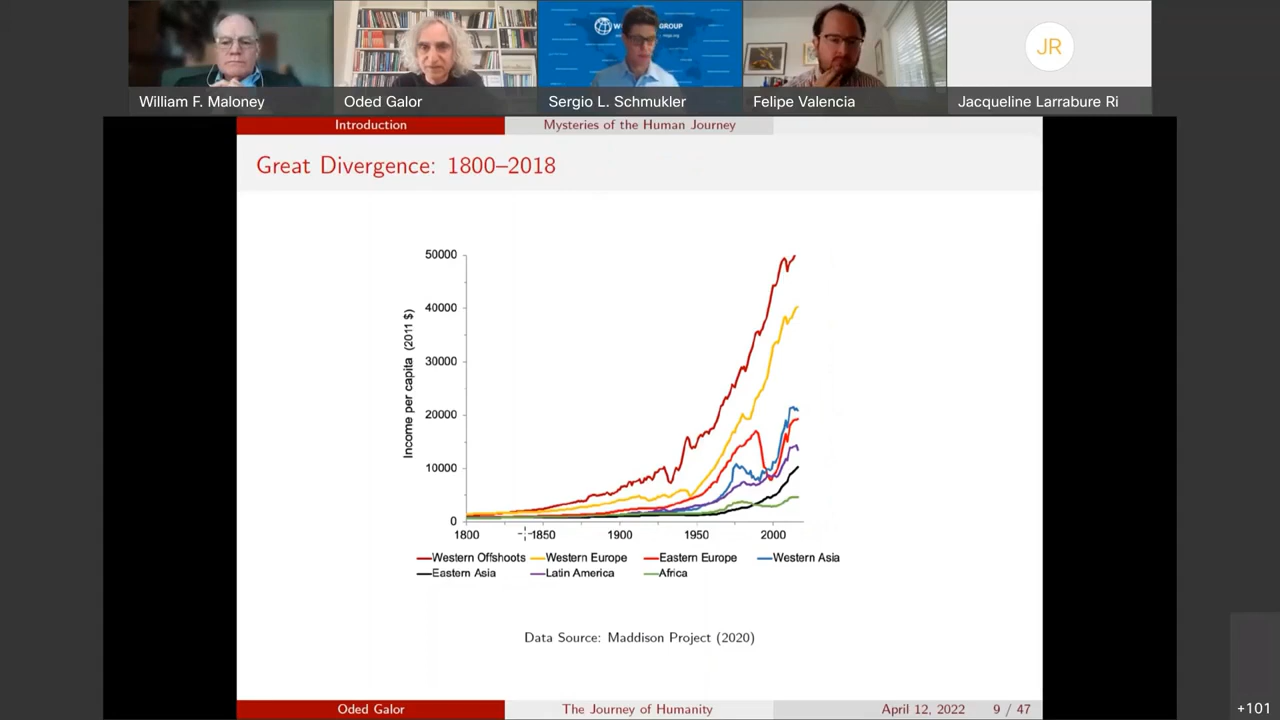 WORLD BANK GROUP
William F. Maloney
Oded Galor
Sergio L. Schmukler
Felipe Valencia
JR
Jacqueline Larrabure Ri
Introduction
Mysteries of the Human Journey
Great Divergence: 1800–2018
Income per capita (2011 $)
50000
40000
30000
20000
10000
0
1800
1850
1900
1950
2000
Western Offshoots
Western Europe
Eastern Europe
Western Asia
Eastern Asia
Latin America
Africa
Data Source: Maddison Project (2020)
Oded Galor
The Journey of Humanity
April 12, 2022
9 / 47
+101